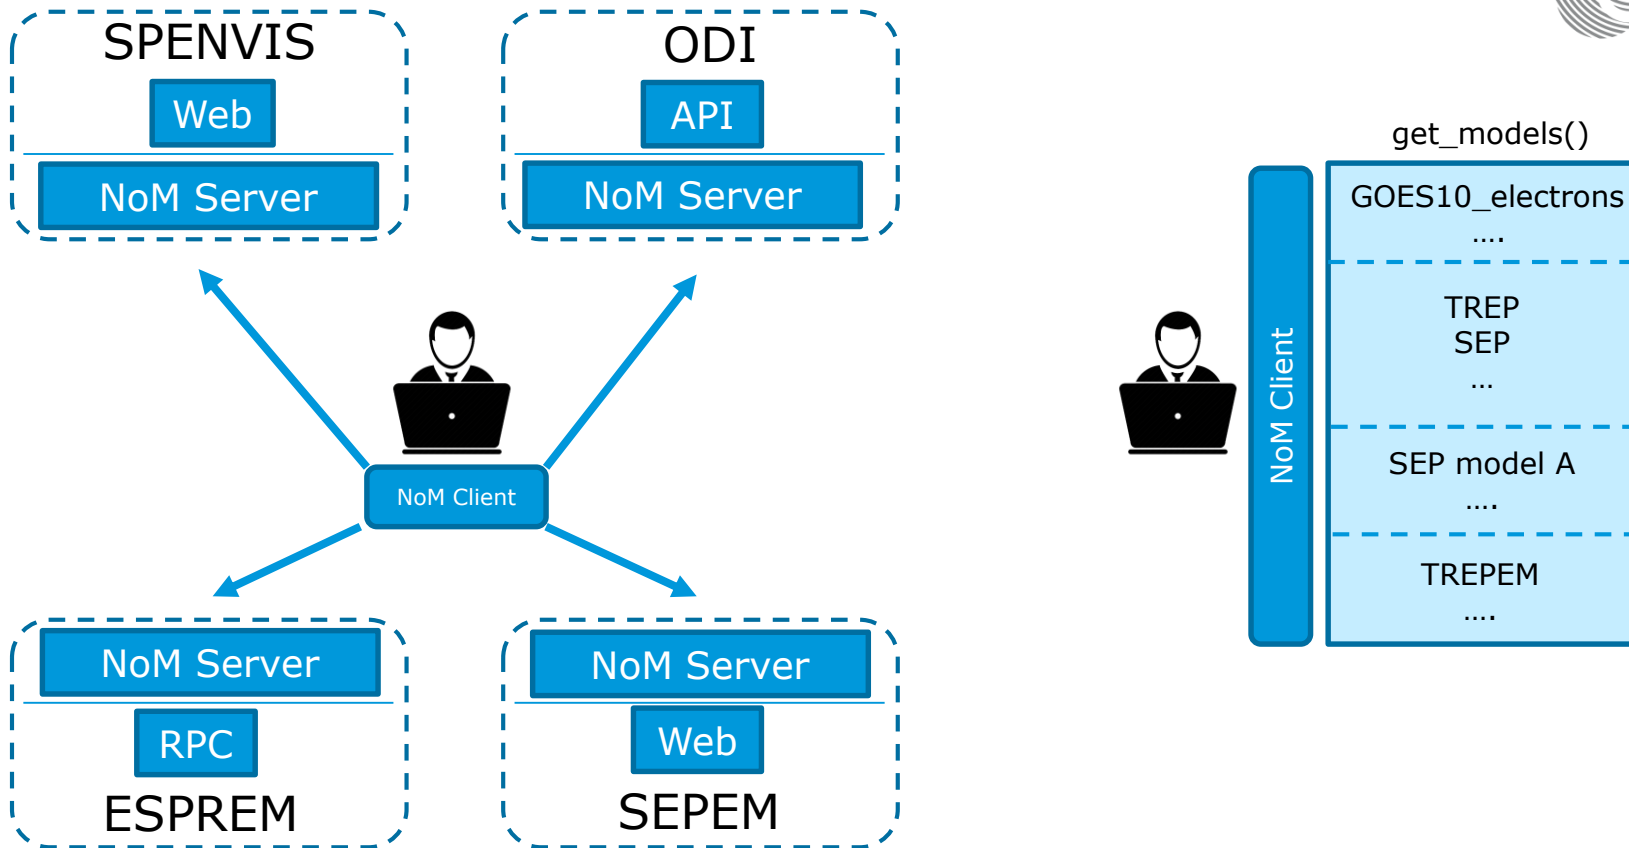 SPENVIS
Web
NoM Server
ODI
API
NoM Server
NoM Client
NoM Server
RPC
ESPREM
NoM Server
Web
SEPEM
get_models()
NoM Client
GOES10_electrons
....
TREP
SEP
...
SEP model A
....
TREPEM
....